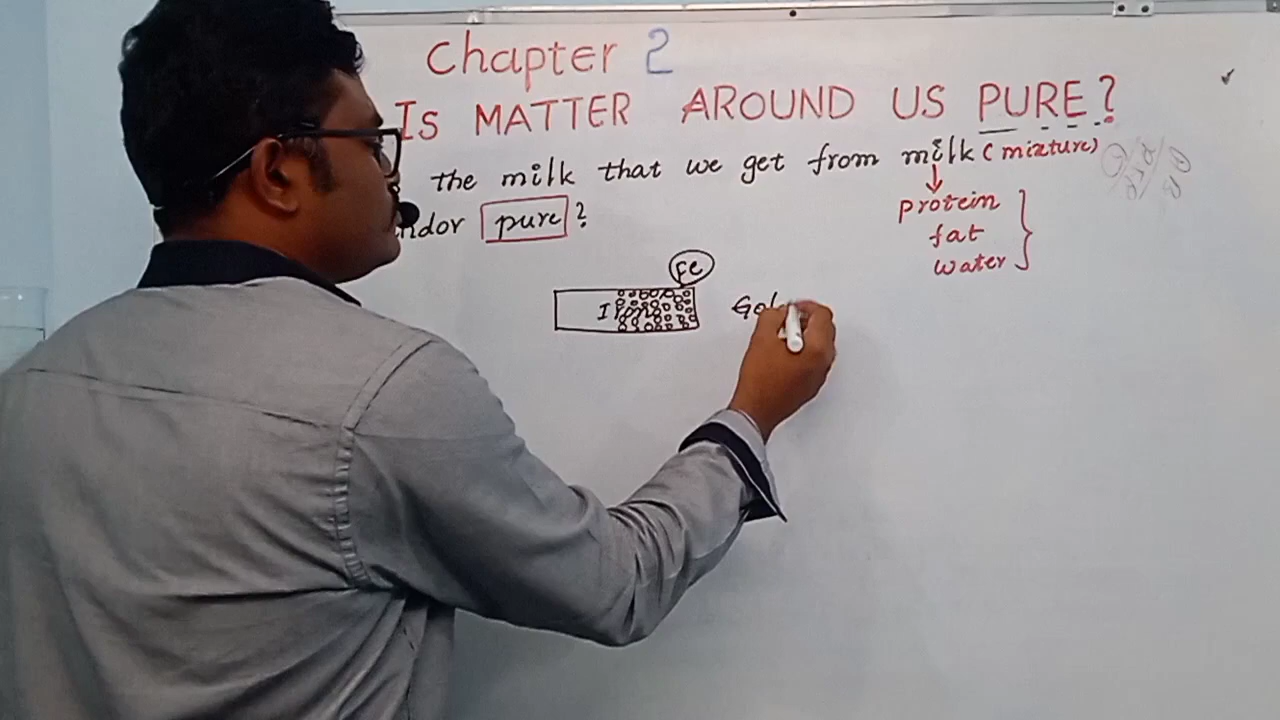 Chapter 2
IS MATTER AROUND US PURE?
the milk that we get from milk (mixture)
pure?
protein
fat
water
Fe
Iron